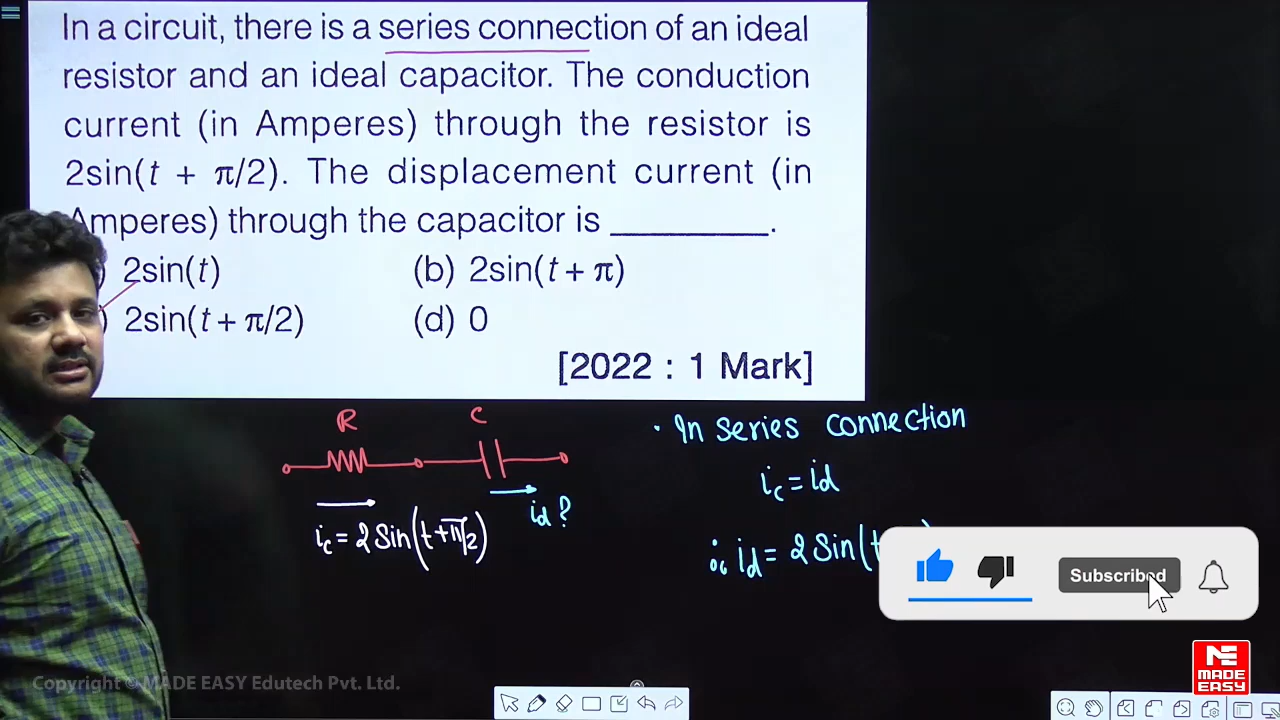 In a circuit, there is a series connection of an ideal
resistor and an ideal capacitor. The conduction
current (in Amperes) through the resistor is
2sin(t + π/2). The displacement current (in
Amperes) through the capacitor is _________.
) 2sin(t) (b) 2sin(t + π)
) 2sin(t + π/2) (d) 0
[2022 : 1 Mark]
R C
· In series connection
ic = id
id ?
ic = 2 Sin(t+π/2)
∴ id = 2 Sin(t
Subscribed
Copyright © MADE EASY Edutech Pvt. Ltd.
ME
MADE
EASY